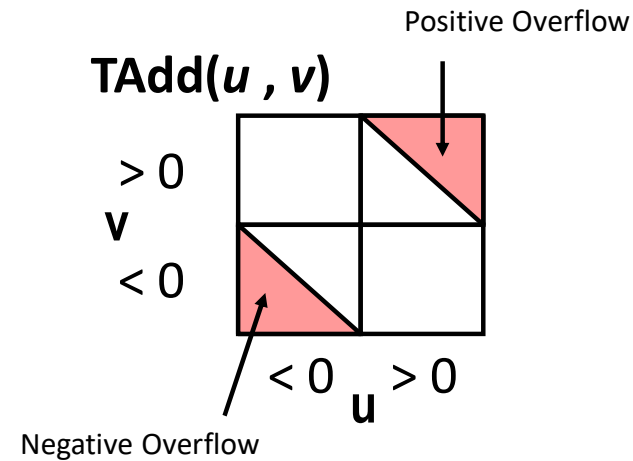 Positive Overflow
TAdd(u , v)
> 0
v
< 0
< 0 > 0
u
Negative Overflow